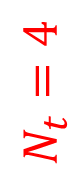 N_t = 4